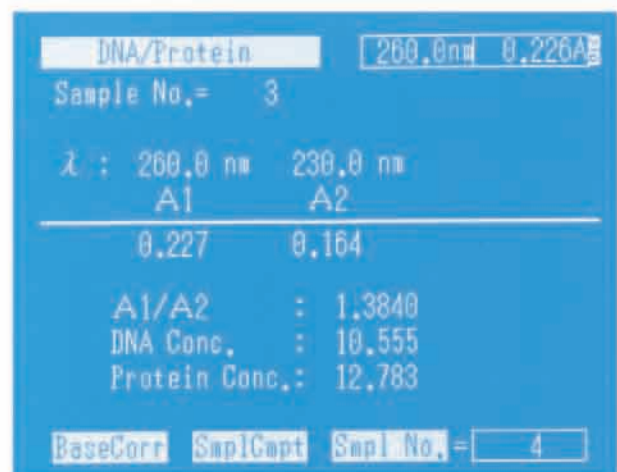 DNA/Protein 260.0nm 0.226A
Sample No.= 3
λ : 260.0 nm 230.0 nm
A1 A2
0.227 0.164
A1/A2 : 1.3840
DNA Conc. : 10.555
Protein Conc.: 12.783
BaseCorr SmplCmpt Smpl No. = 4